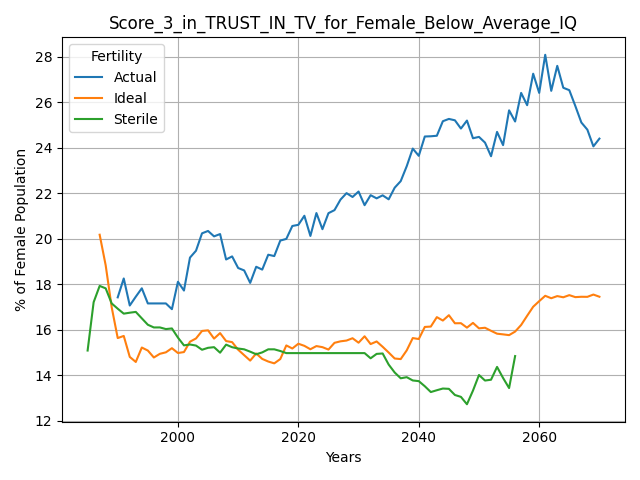 Score_3_in_TRUST_IN_TV_for_Female_Below_Average_IQ
Fertility
Actual
Ideal
Sterile
% of Female Population
28
26
24
22
20
18
16
14
12
2000
2020
2040
2060
Years